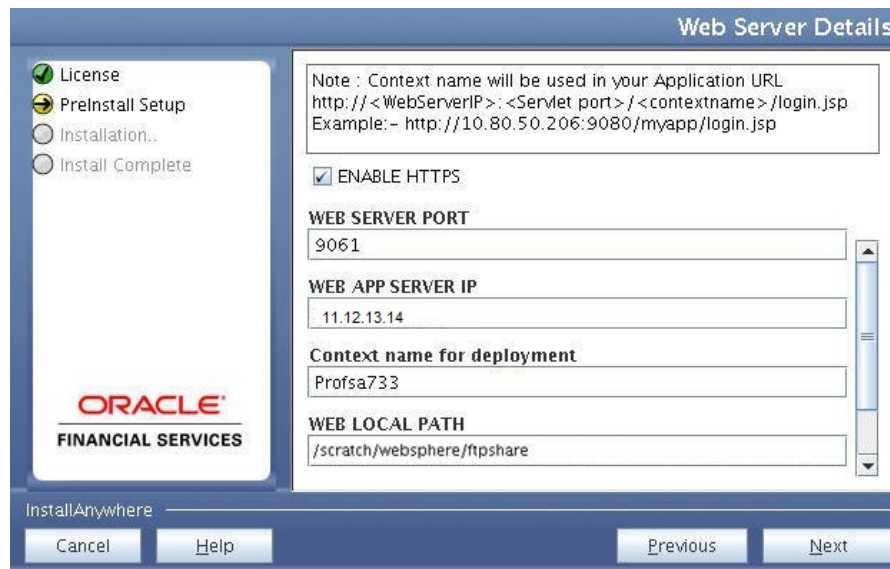 Web Server Details
License
PreInstall Setup
Installation..
Install Complete
ORACLE
FINANCIAL SERVICES
Note : Context name will be used in your Application URL
http://<WebServerIP>:<Servlet port>/<contextname>/login.jsp
Example:- http://10.80.50.206:9080/myapp/login.jsp
ENABLE HTTPS
WEB SERVER PORT
9061
WEB APP SERVER IP
11.12.13.14
Context name for deployment
Profsa733
WEB LOCAL PATH
/scratch/websphere/ftpshare
InstallAnywhere
Cancel
Help
Previous
Next